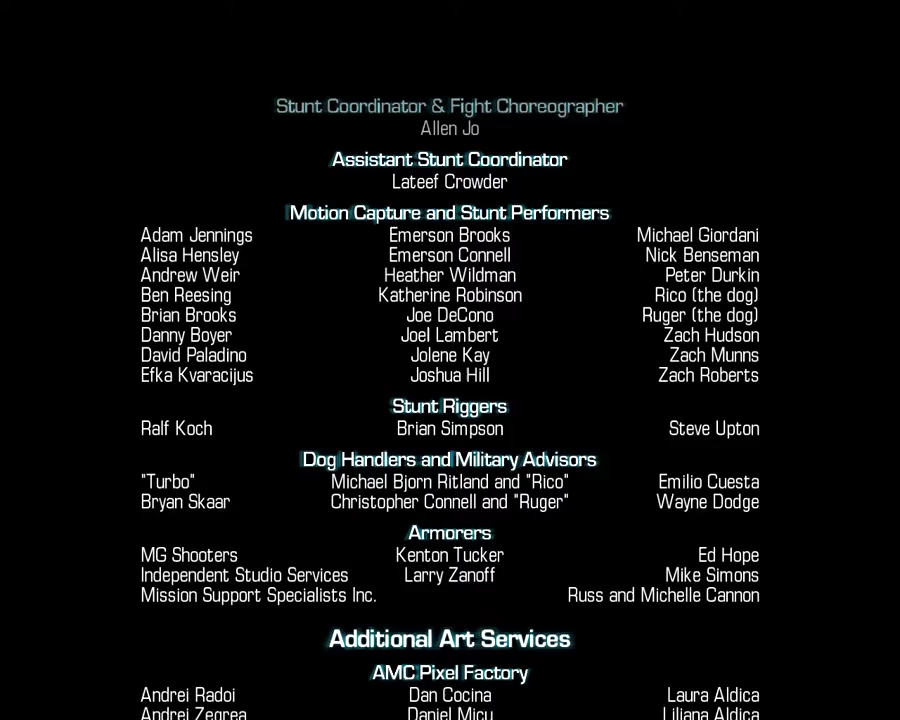 Stunt Coordinator & Fight Choreographer
Allen Jo
Assistant Stunt Coordinator
Lateef Crowder
Motion Capture and Stunt Performers
Adam Jennings Emerson Brooks Michael Giordani
Alisa Hensley Emerson Connell Nick Benseman
Andrew Weir Heather Wildman Peter Durkin
Ben Reesing Katherine Robinson Rico (the dog)
Brian Brooks Joe DeCono Ruger (the dog)
Danny Boyer Joel Lambert Zach Hudson
David Paladino Jolene Kay Zach Munns
Efka Kvaracijus Joshua Hill Zach Roberts
Stunt Riggers
Ralf Koch Brian Simpson Steve Upton
Dog Handlers and Military Advisors
"Turbo" Michael Bjorn Ritland and "Rico" Emilio Cuesta
Bryan Skaar Christopher Connell and "Ruger" Wayne Dodge
Armorers
MG Shooters Kenton Tucker Ed Hope
Independent Studio Services Larry Zanoff Mike Simons
Mission Support Specialists Inc. Russ and Michelle Cannon
Additional Art Services
AMC Pixel Factory
Andrei Radoi Dan Cocina Laura Aldica
Andrei Zegrea Daniel Micu Liliana Aldica